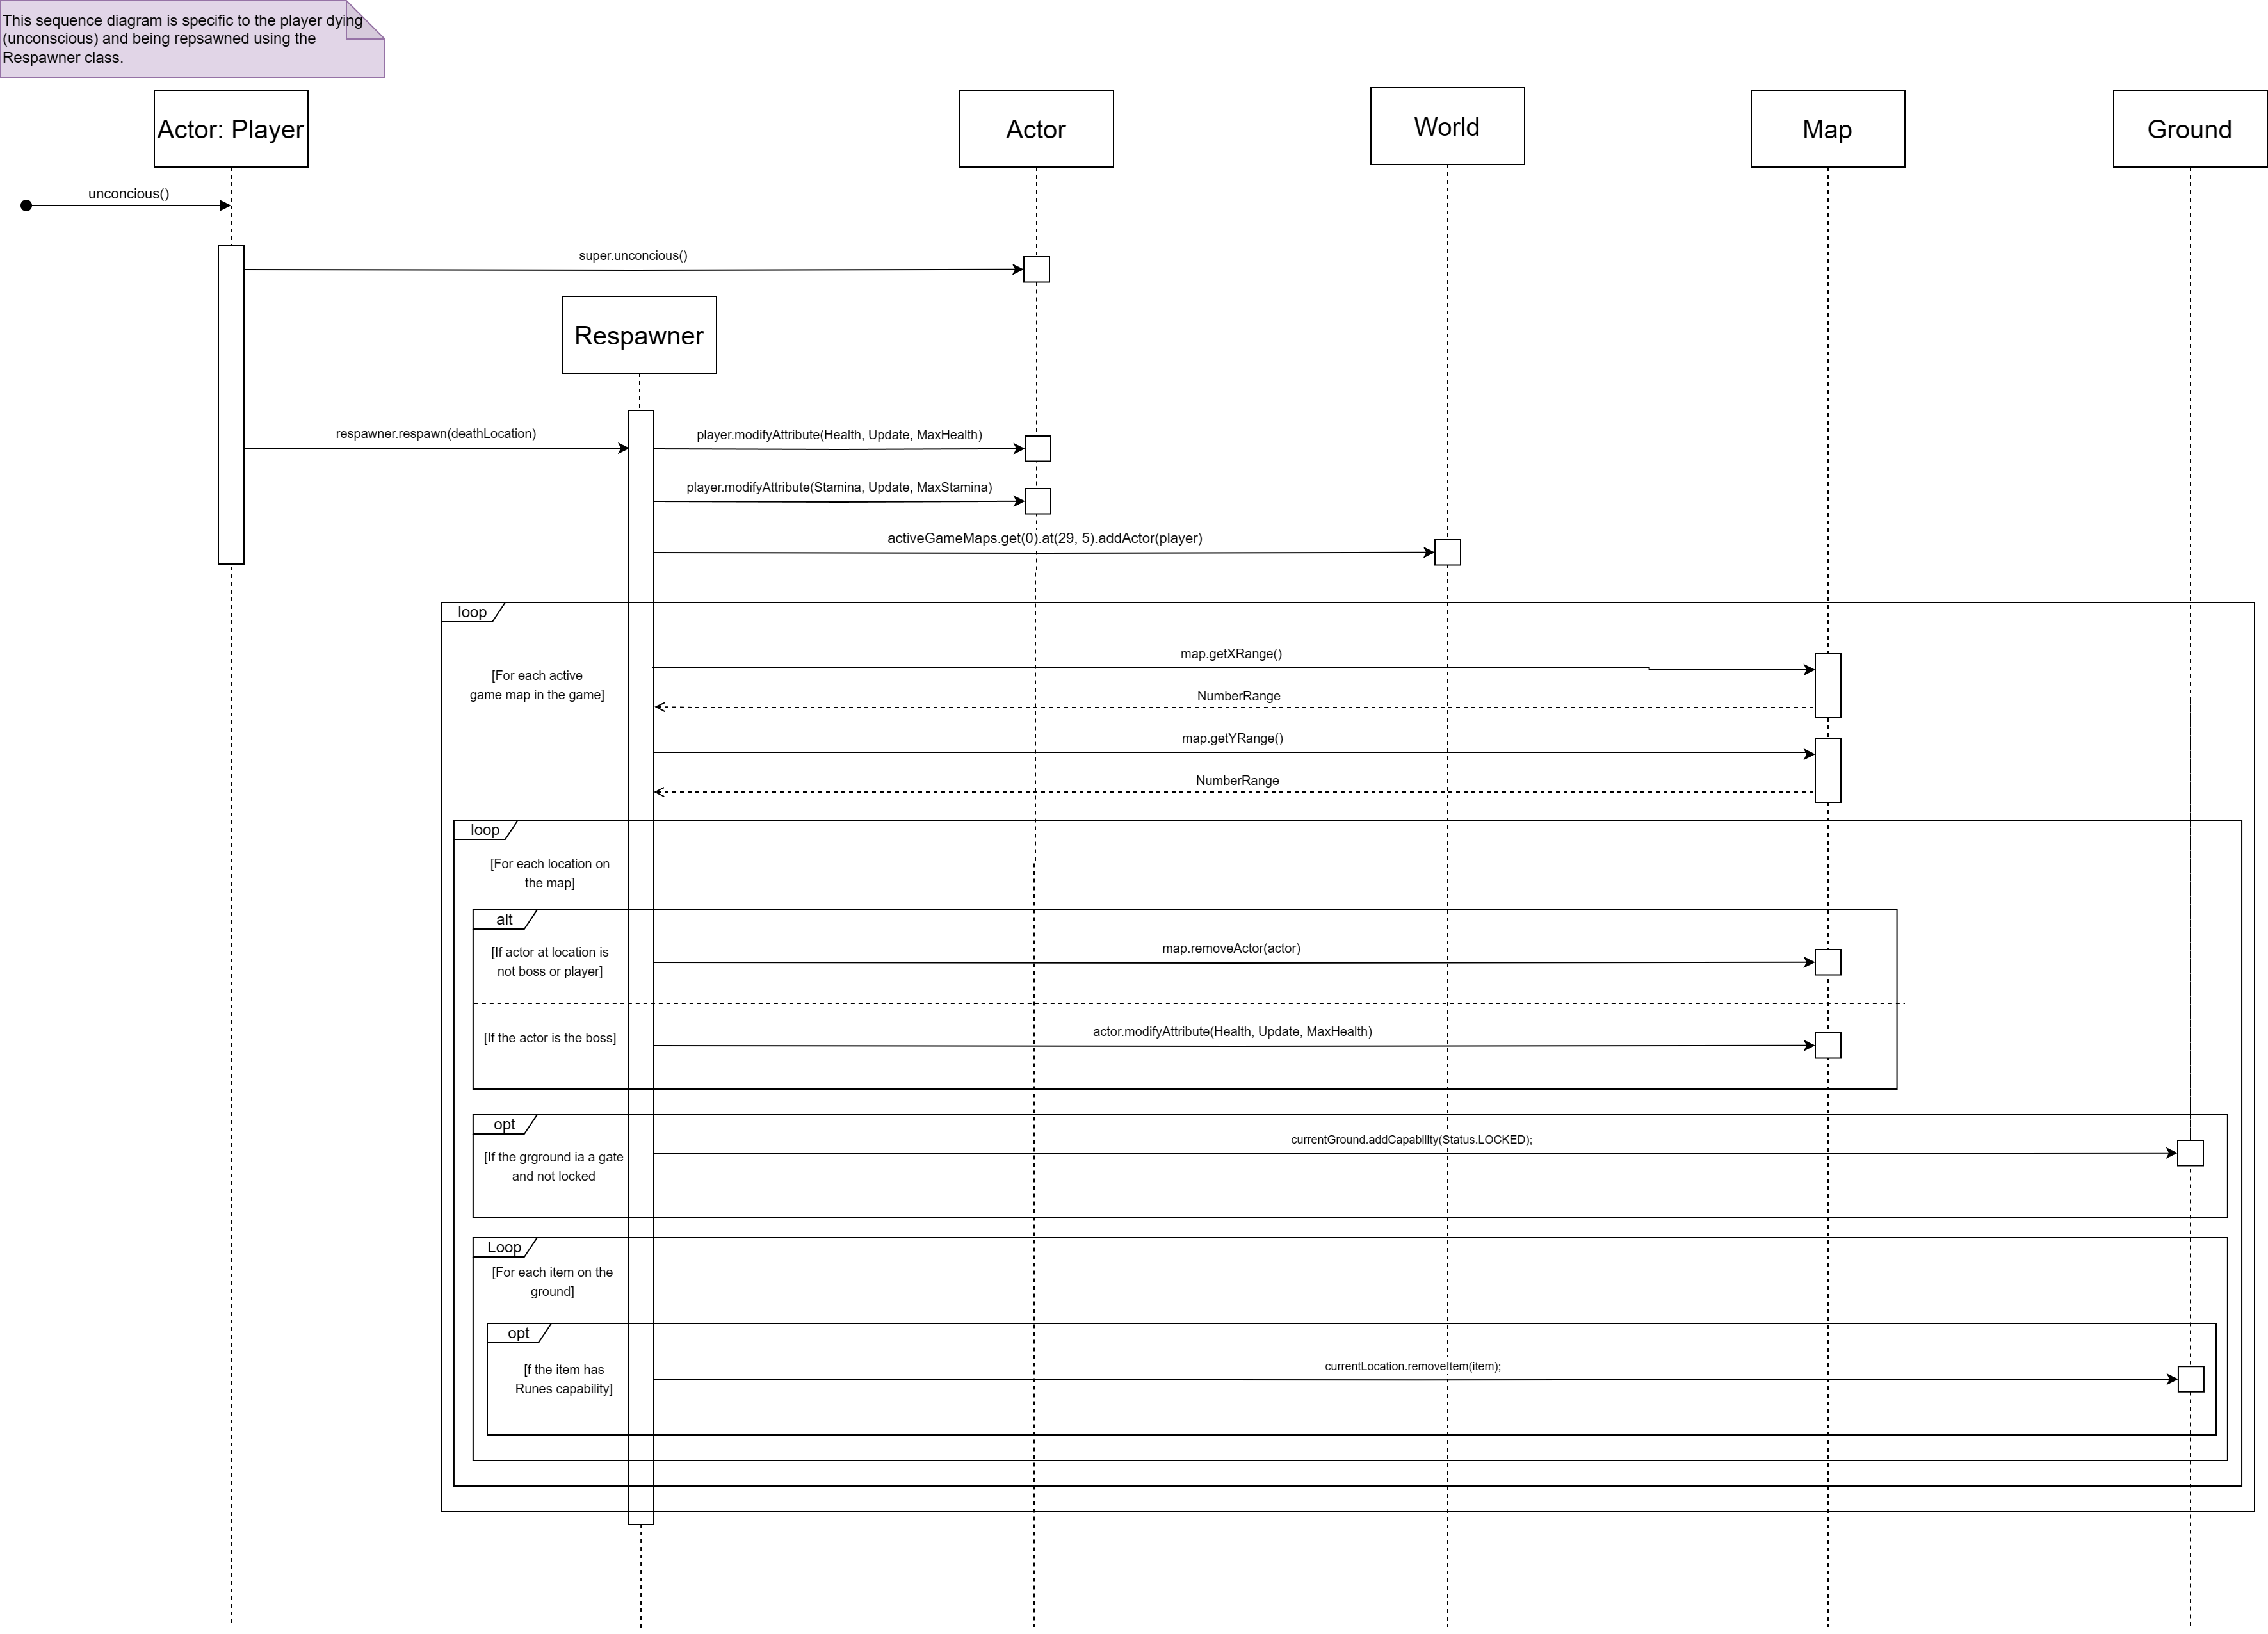 This sequence diagram is specific to the player dying
(unconscious) and being repsawned using the
Respawner class.
Actor: Player
Actor
World
Map
Ground
unconcious()
super.unconcious()
Respawner
respawner.respawn(deathLocation)
player.modifyAttribute(Health, Update, MaxHealth)
player.modifyAttribute(Stamina, Update, MaxStamina)
activeGameMaps.get(0).at(29, 5).addActor(player)
loop
map.getXRange()
[For each active
game map in the game]
NumberRange
map.getYRange()
NumberRange
loop
[For each location on
the map]
alt
map.removeActor(actor)
[If actor at location is
not boss or player]
actor.modifyAttribute(Health, Update, MaxHealth)
[If the actor is the boss]
opt
currentGround.addCapability(Status.LOCKED);
[If the grground ia a gate
and not locked
Loop
[For each item on the
ground]
opt
currentLocation.removeItem(item);
[f the item has
Runes capability]